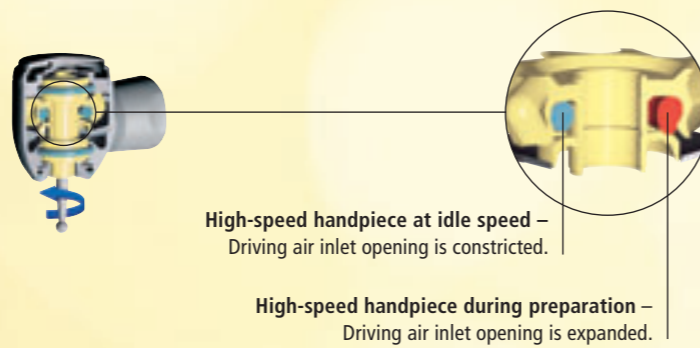 High-speed handpiece at idle speed –
Driving air inlet opening is constricted.
High-speed handpiece during preparation –
Driving air inlet opening is expanded.